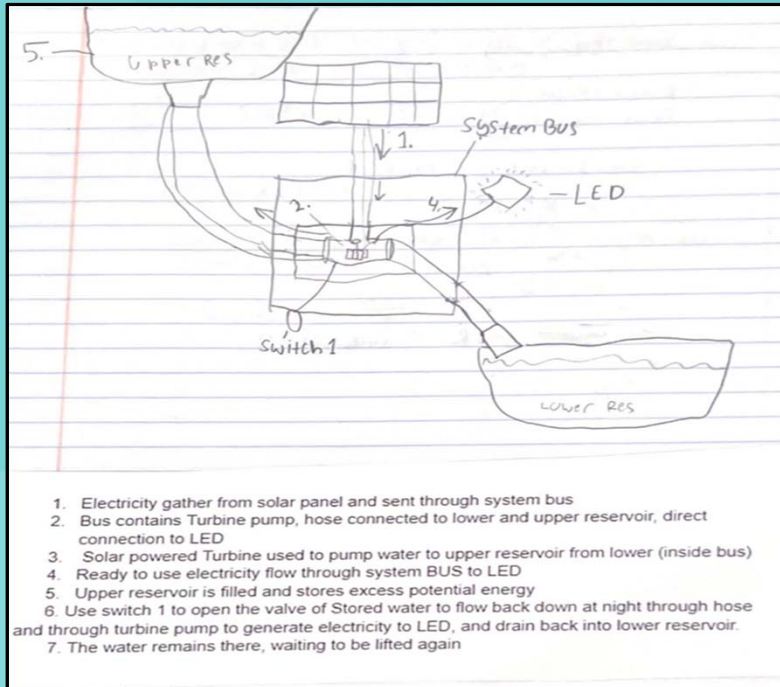 5.
Upper Res
1.
System Bus
2.
4.
- LED
Switch 1
Lower Res
1. Electricity gather from solar panel and sent through system bus
2. Bus contains Turbine pump, hose connected to lower and upper reservoir, direct
connection to LED
3. Solar powered Turbine used to pump water to upper reservoir from lower (inside bus)
4. Ready to use electricity flow through system BUS to LED
5. Upper reservoir is filled and stores excess potential energy
6. Use switch 1 to open the valve of Stored water to flow back down at night through hose
and through turbine pump to generate electricity to LED, and drain back into lower reservoir.
7. The water remains there, waiting to be lifted again